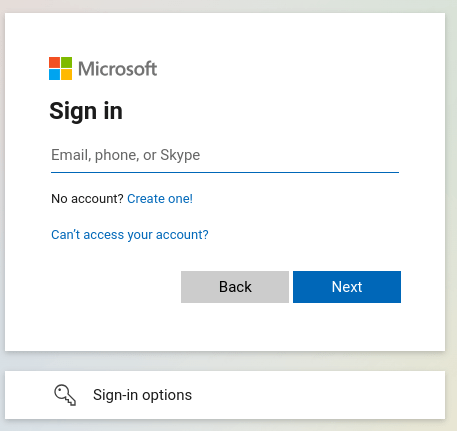 Microsoft
Sign in
Email, phone, or Skype
No account? Create one!
Can't access your account?
Back
Next
Sign-in options